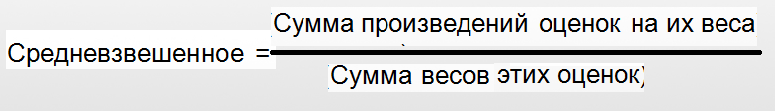 (Сумма произведений оценок на их веса
Средневзвешенное =
(Сумма весов этих оценок)